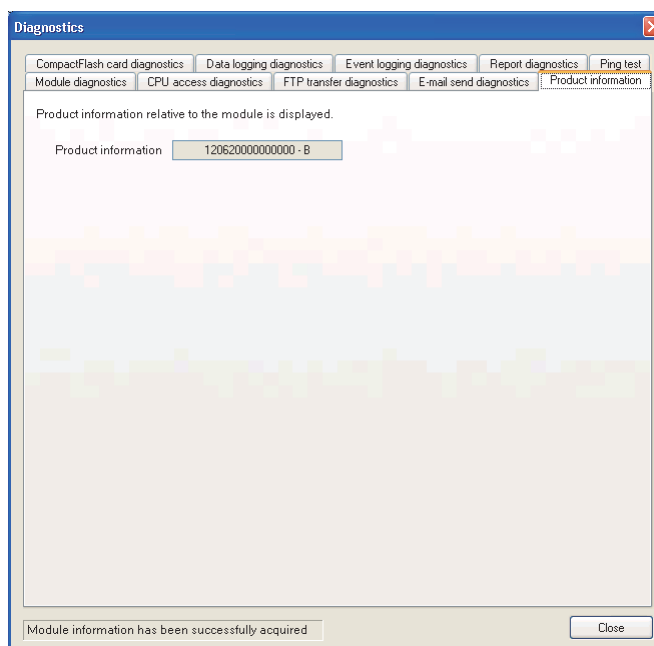 Diagnostics
CompactFlash card diagnostics Data logging diagnostics Event logging diagnostics Report diagnostics Ping test
Module diagnostics CPU access diagnostics FTP transfer diagnostics E-mail send diagnostics Product information
Product information relative to the module is displayed.
Product information 120620000000000 - B
Module information has been successfully acquired Close